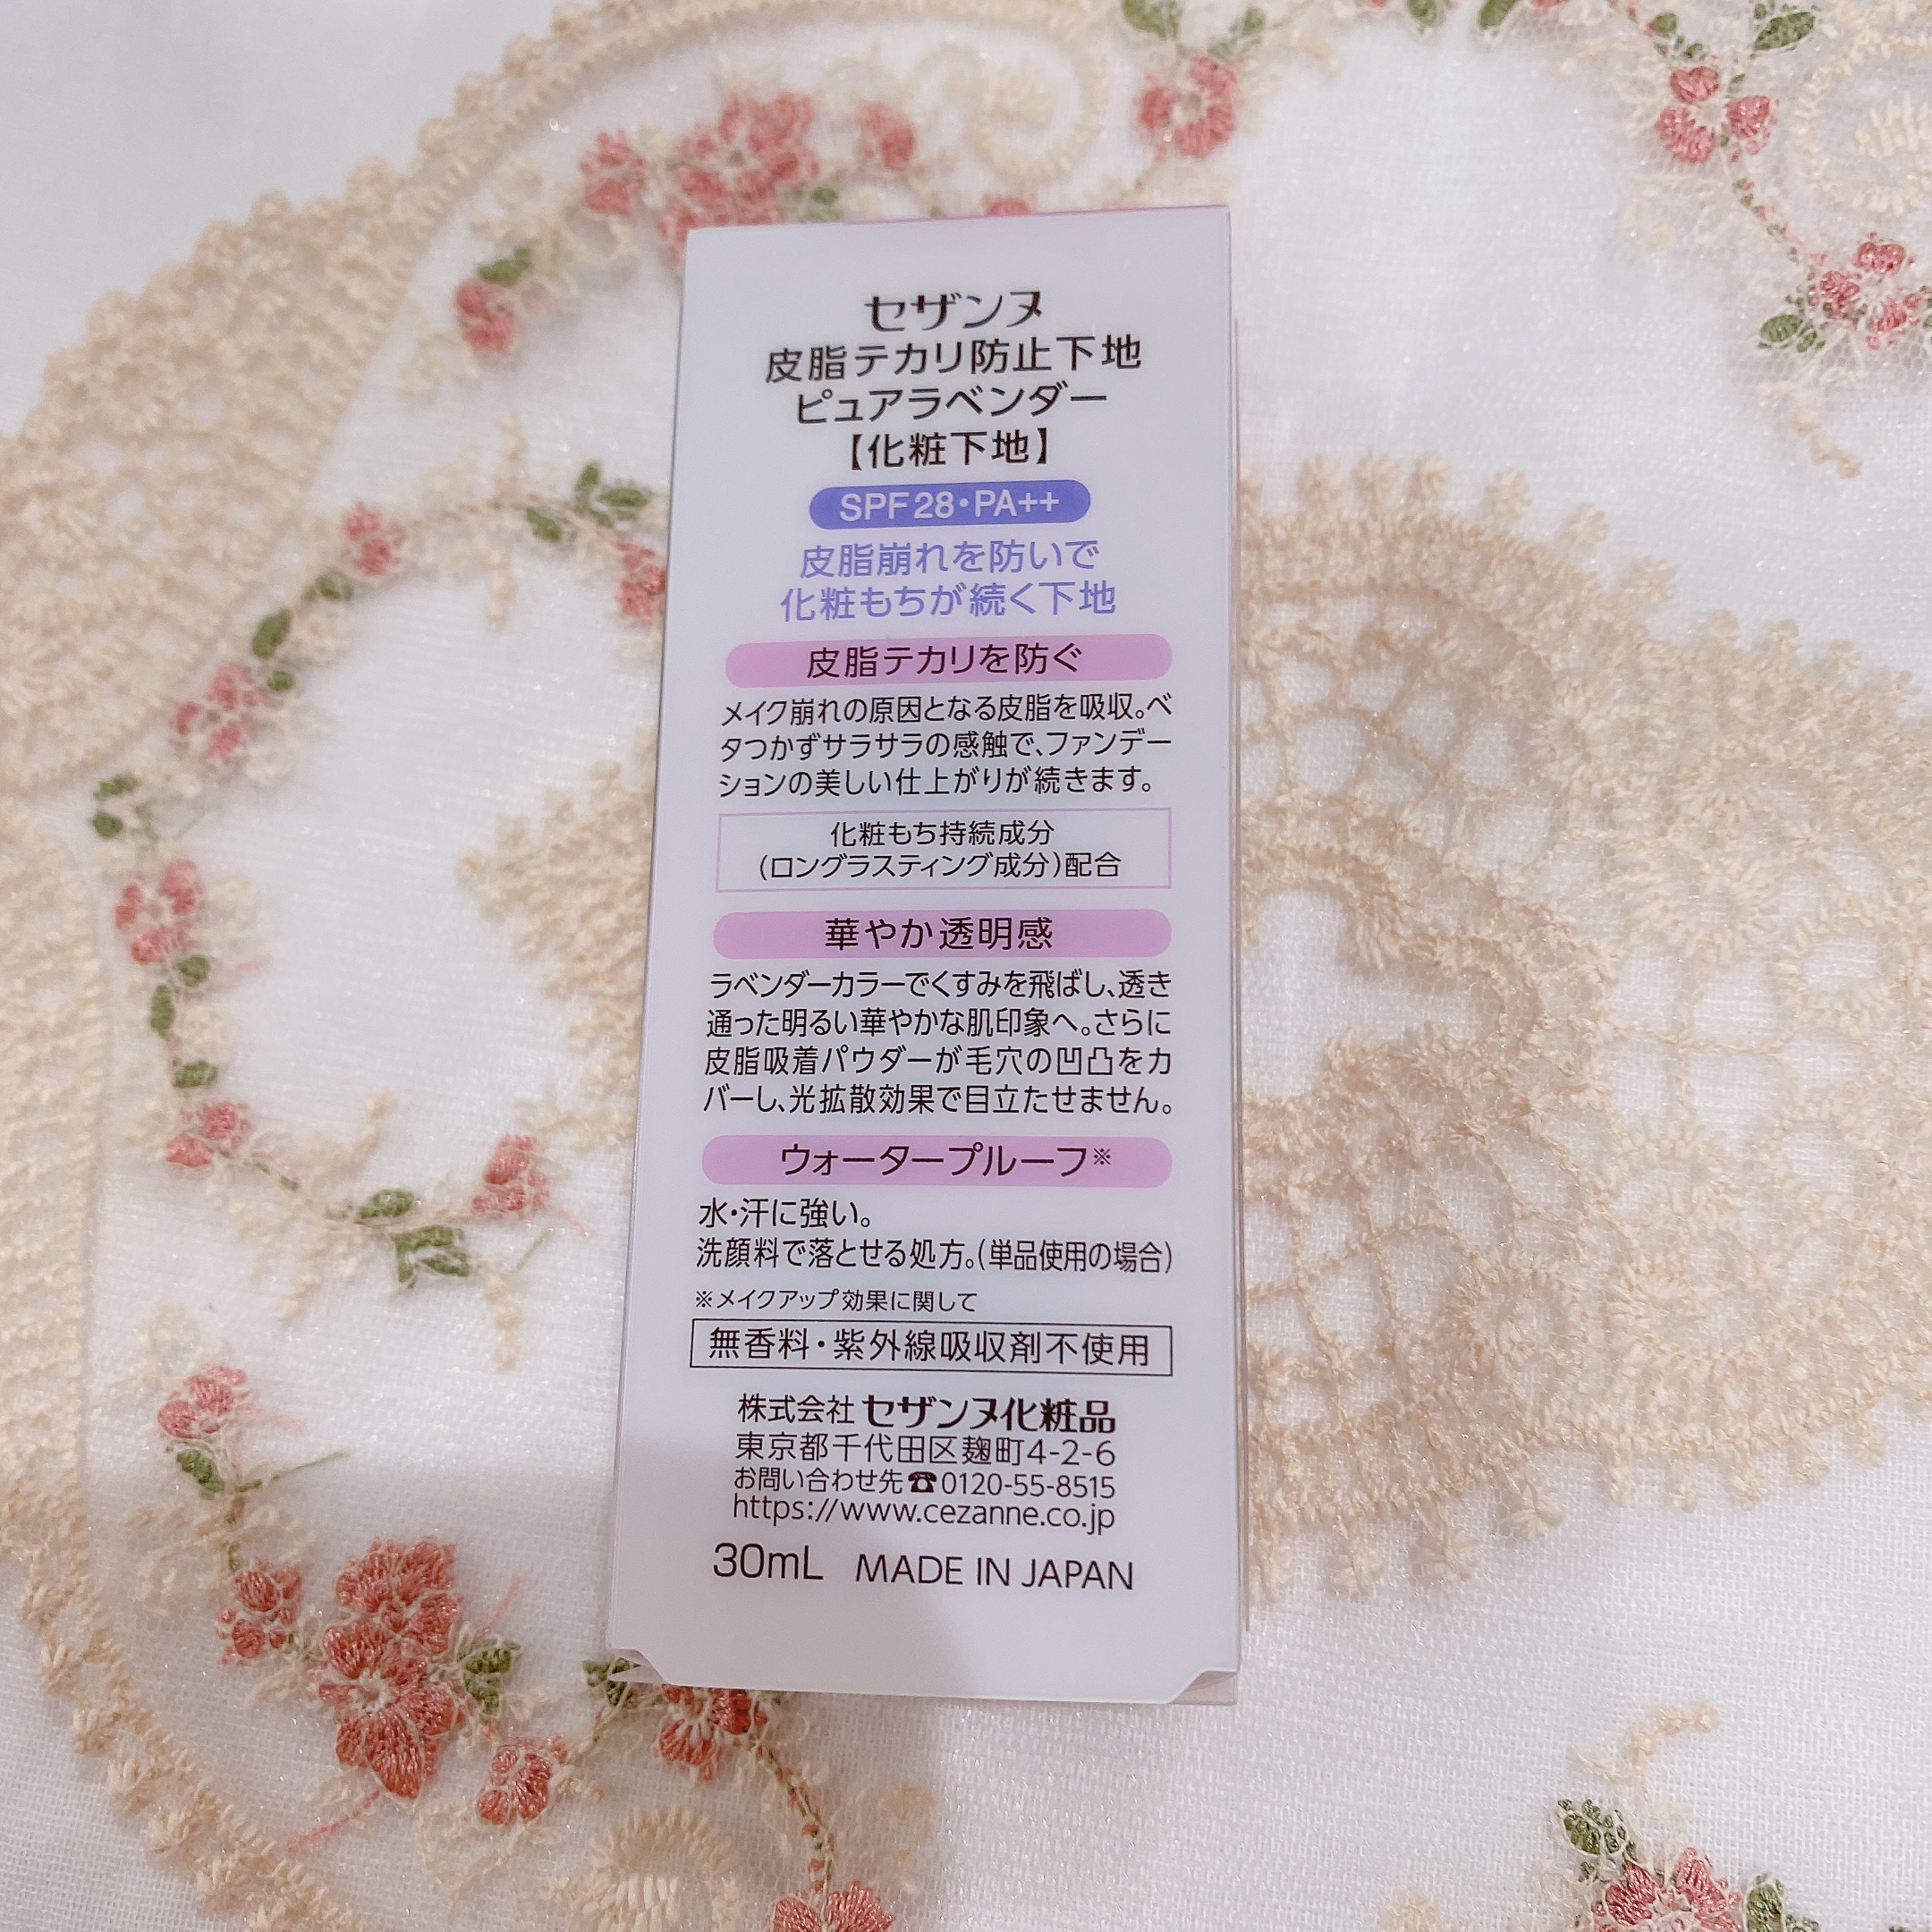 セザンヌ
皮脂テカリ防止下地
ピュアラベンダー
【化粧下地】
SPF28・PA++
皮脂崩れを防いで
化粧もちが続く下地
皮脂テカリを防ぐ
メイク崩れの原因となる皮脂を吸収。ベ
タつかずサラサラの感触で、ファンデー
ションの美しい仕上がりが続きます。
化粧もち持続成分
(ロングラスティング成分)配合
華やか透明感
ラベンダーカラーでくすみを飛ばし、透き
通った明るい華やかな肌印象へ。さらに
皮脂吸着パウダーが毛穴の凹凸をカ
バーし、光拡散効果で目立たせません。
ウォータープルーフ※
水・汗に強い。
洗顔料で落とせる処方。(単品使用の場合)
※メイクアップ効果に関して
無香料・紫外線吸収剤不使用
株式会社 セザンヌ化粧品
東京都千代田区麹町4-2-6
お問い合わせ先☎0120-55-8515
https://www.cezanne.co.jp
30mL MADE IN JAPAN